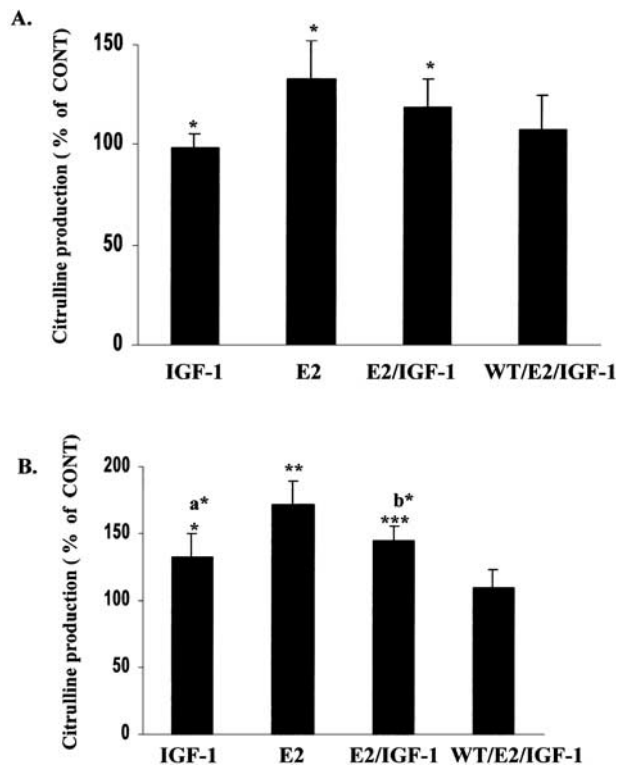 A.
Citrulline production ( % of CONT)
150
100
50
0
* * * 
IGF-1 E2 E2/IGF-1 WT/E2/IGF-1
B.
Citrulline production ( % of CONT)
200
150
100
50
0
a* ** b*
* ***
IGF-1 E2 E2/IGF-1 WT/E2/IGF-1